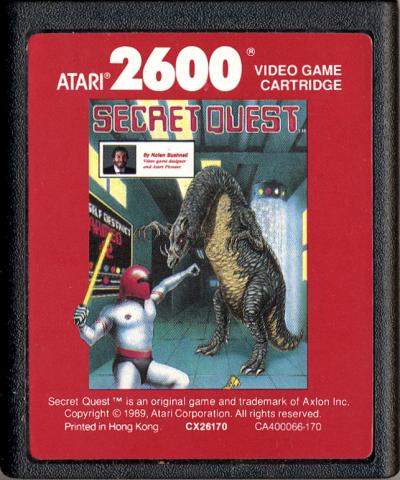 ATARI® 2600® VIDEO GAME
CARTRIDGE
SECRET QUEST™
By Nolan Bushnell
Video game designer
and Atari Pioneer
SELF DESTRUCT
Secret Quest ™ is an original game and trademark of Axlon Inc.
Copyright © 1989, Atari Corporation. All rights reserved.
Printed in Hong Kong. CX26170 CA400066-170